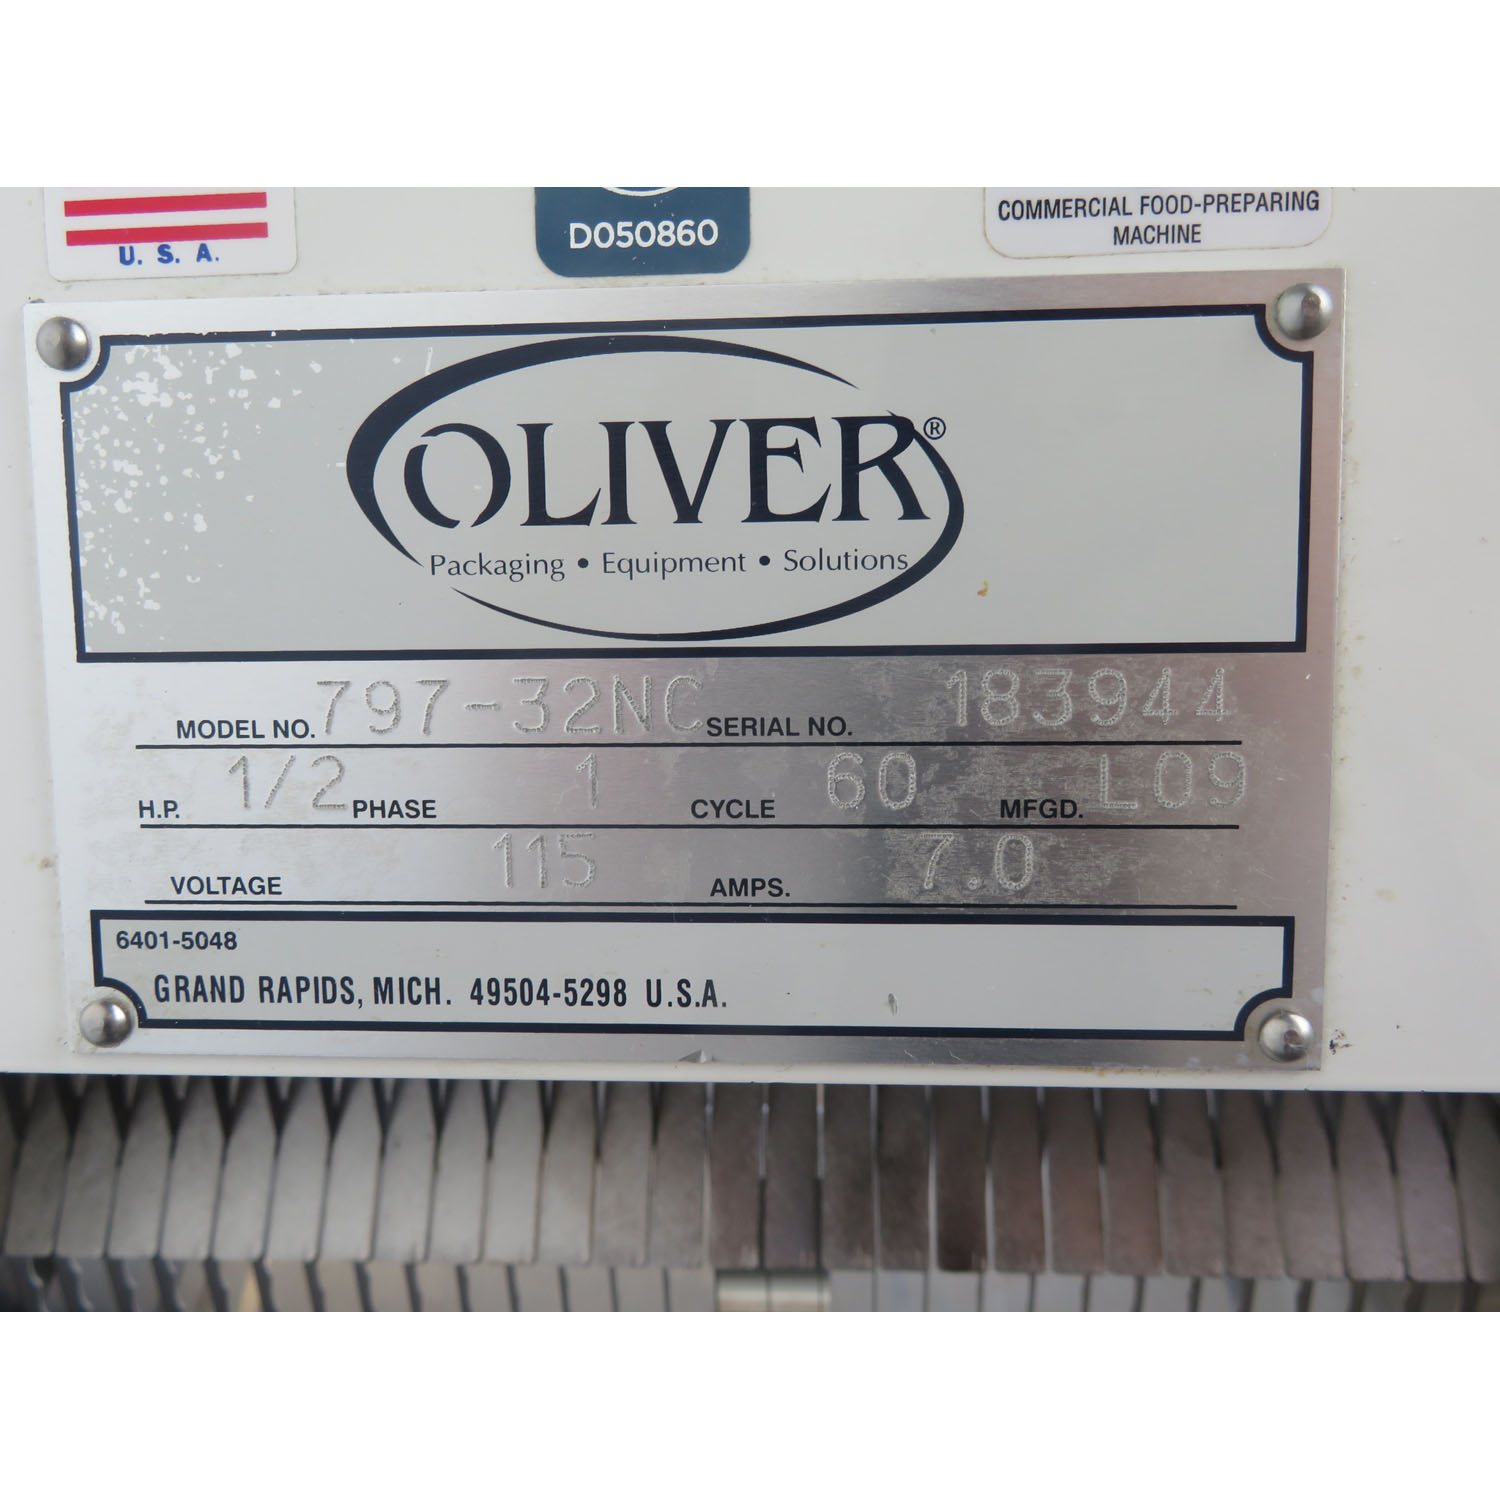 U. S. A.
D050860
COMMERCIAL FOOD-PREPARING
MACHINE
OLIVER®
Packaging • Equipment • Solutions
MODEL NO. 797-32NC SERIAL NO. 183944
H.P. 1/2 PHASE 1 CYCLE 60 MFGD. L09
VOLTAGE 115 AMPS. 7.0
6401-5048
GRAND RAPIDS, MICH. 49504-5298 U.S.A.